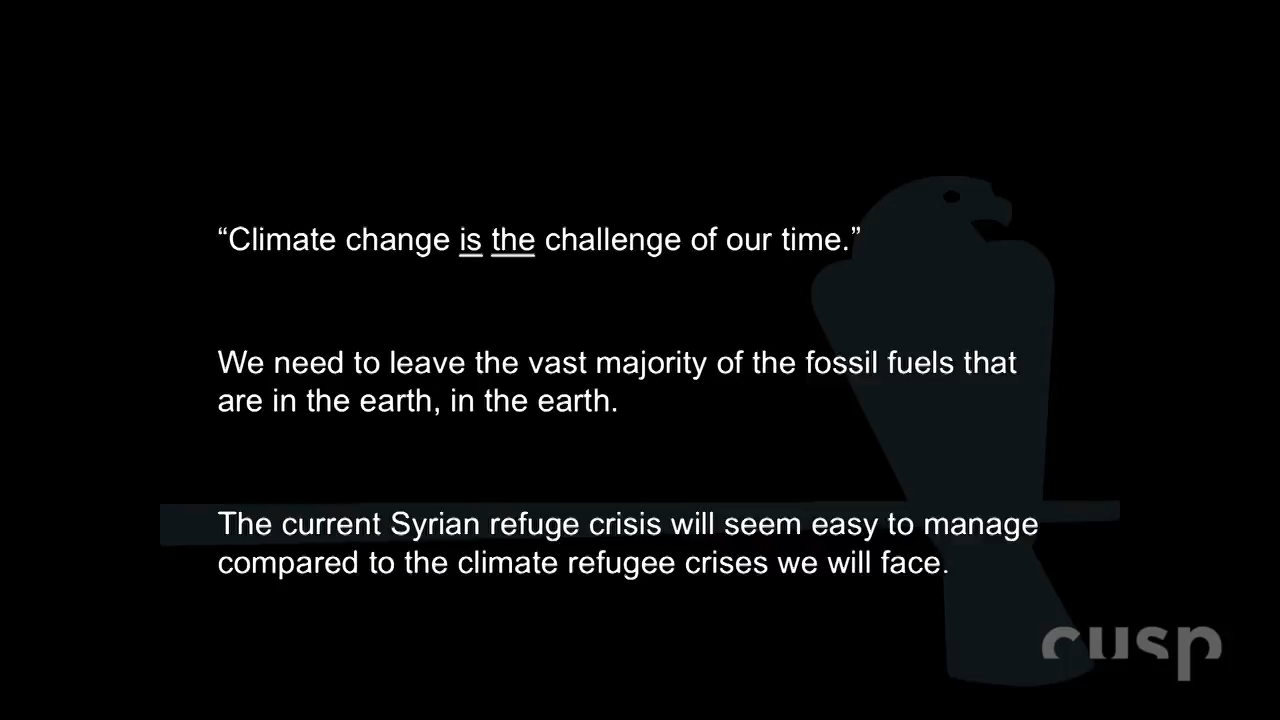 “Climate change is the challenge of our time.”
We need to leave the vast majority of the fossil fuels that
are in the earth, in the earth.
The current Syrian refuge crisis will seem easy to manage
compared to the climate refugee crises we will face.
cusp